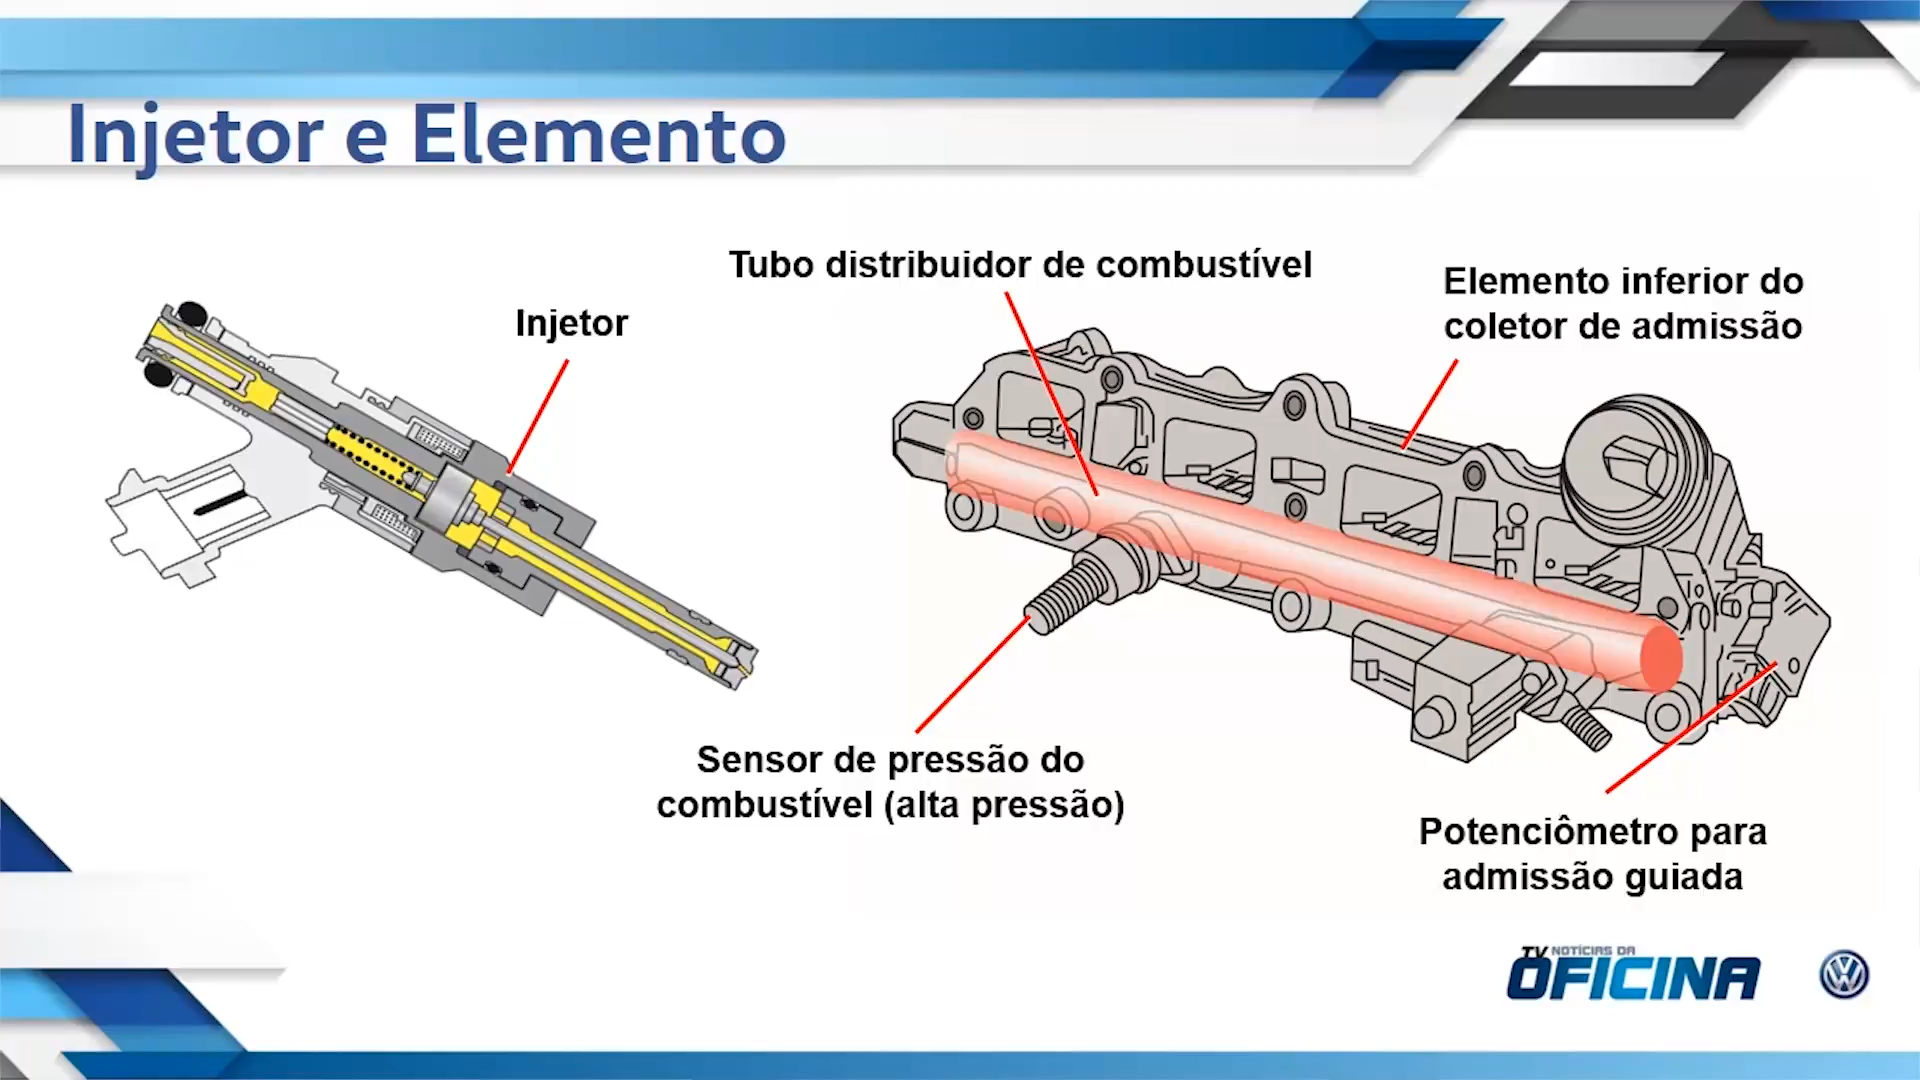 Injetor e Elemento
Tubo distribuidor de combustível
Elemento inferior do
coletor de admissão
Injetor
Sensor de pressão do
combustível (alta pressão)
Potenciômetro para
admissão guiada
TV NOTÍCIAS DA
OFICINA
VW